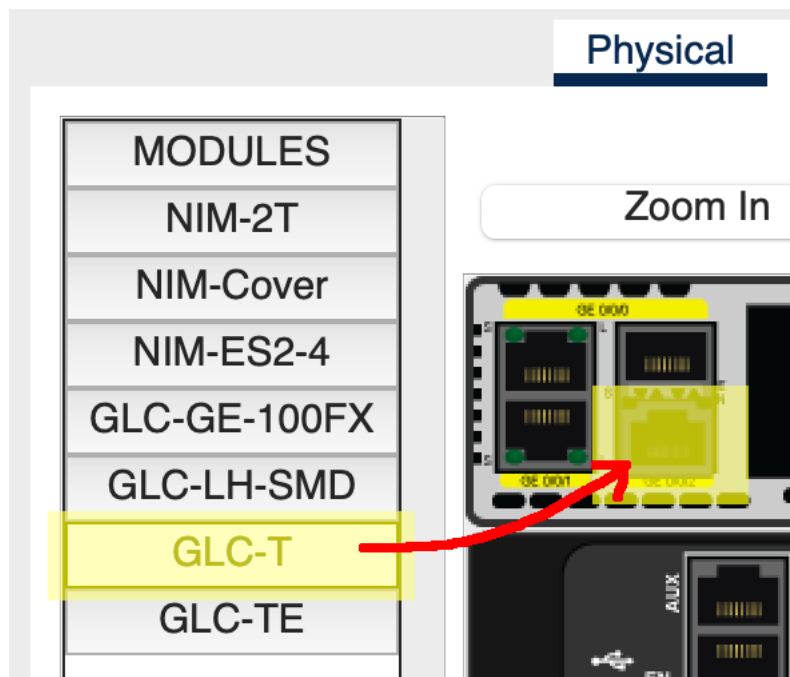 Physical
MODULES
NIM-2T
NIM-Cover
NIM-ES2-4
GLC-GE-100FX
GLC-LH-SMD
GLC-T
GLC-TE
Zoom In
GE 0/0/0
S
L
S
GE 0/0/1
GE 0/0/2
AUX
EN